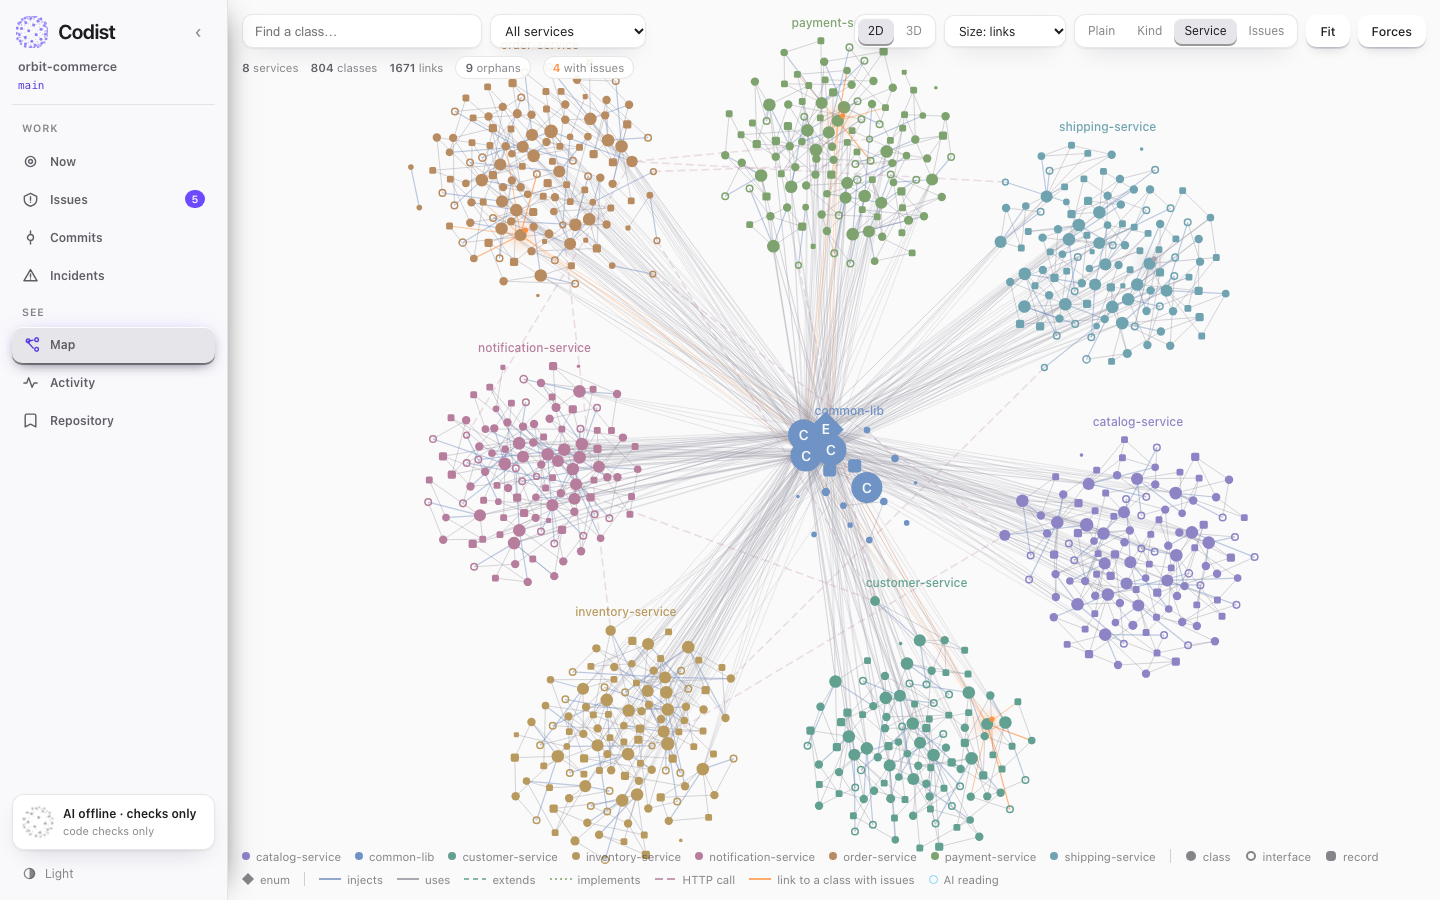 Codist
orbit-commerce
main
WORK
Now
Issues 5
Commits
Incidents
SEE
Map
Activity
Repository
AI offline · checks only
code checks only
Light
Find a class...
All services
2D 3D
Size: links
Plain Kind Service Issues
Fit
Forces
8 services 804 classes 1671 links 9 orphans 4 with issues
order-service
payment-s
shipping-service
notification-service
common-lib
C
E
C
C
C
catalog-service
customer-service
inventory-service
catalog-service common-lib customer-service inventory-service notification-service order-service payment-service shipping-service class interface record
enum injects uses extends implements HTTP call link to a class with issues AI reading